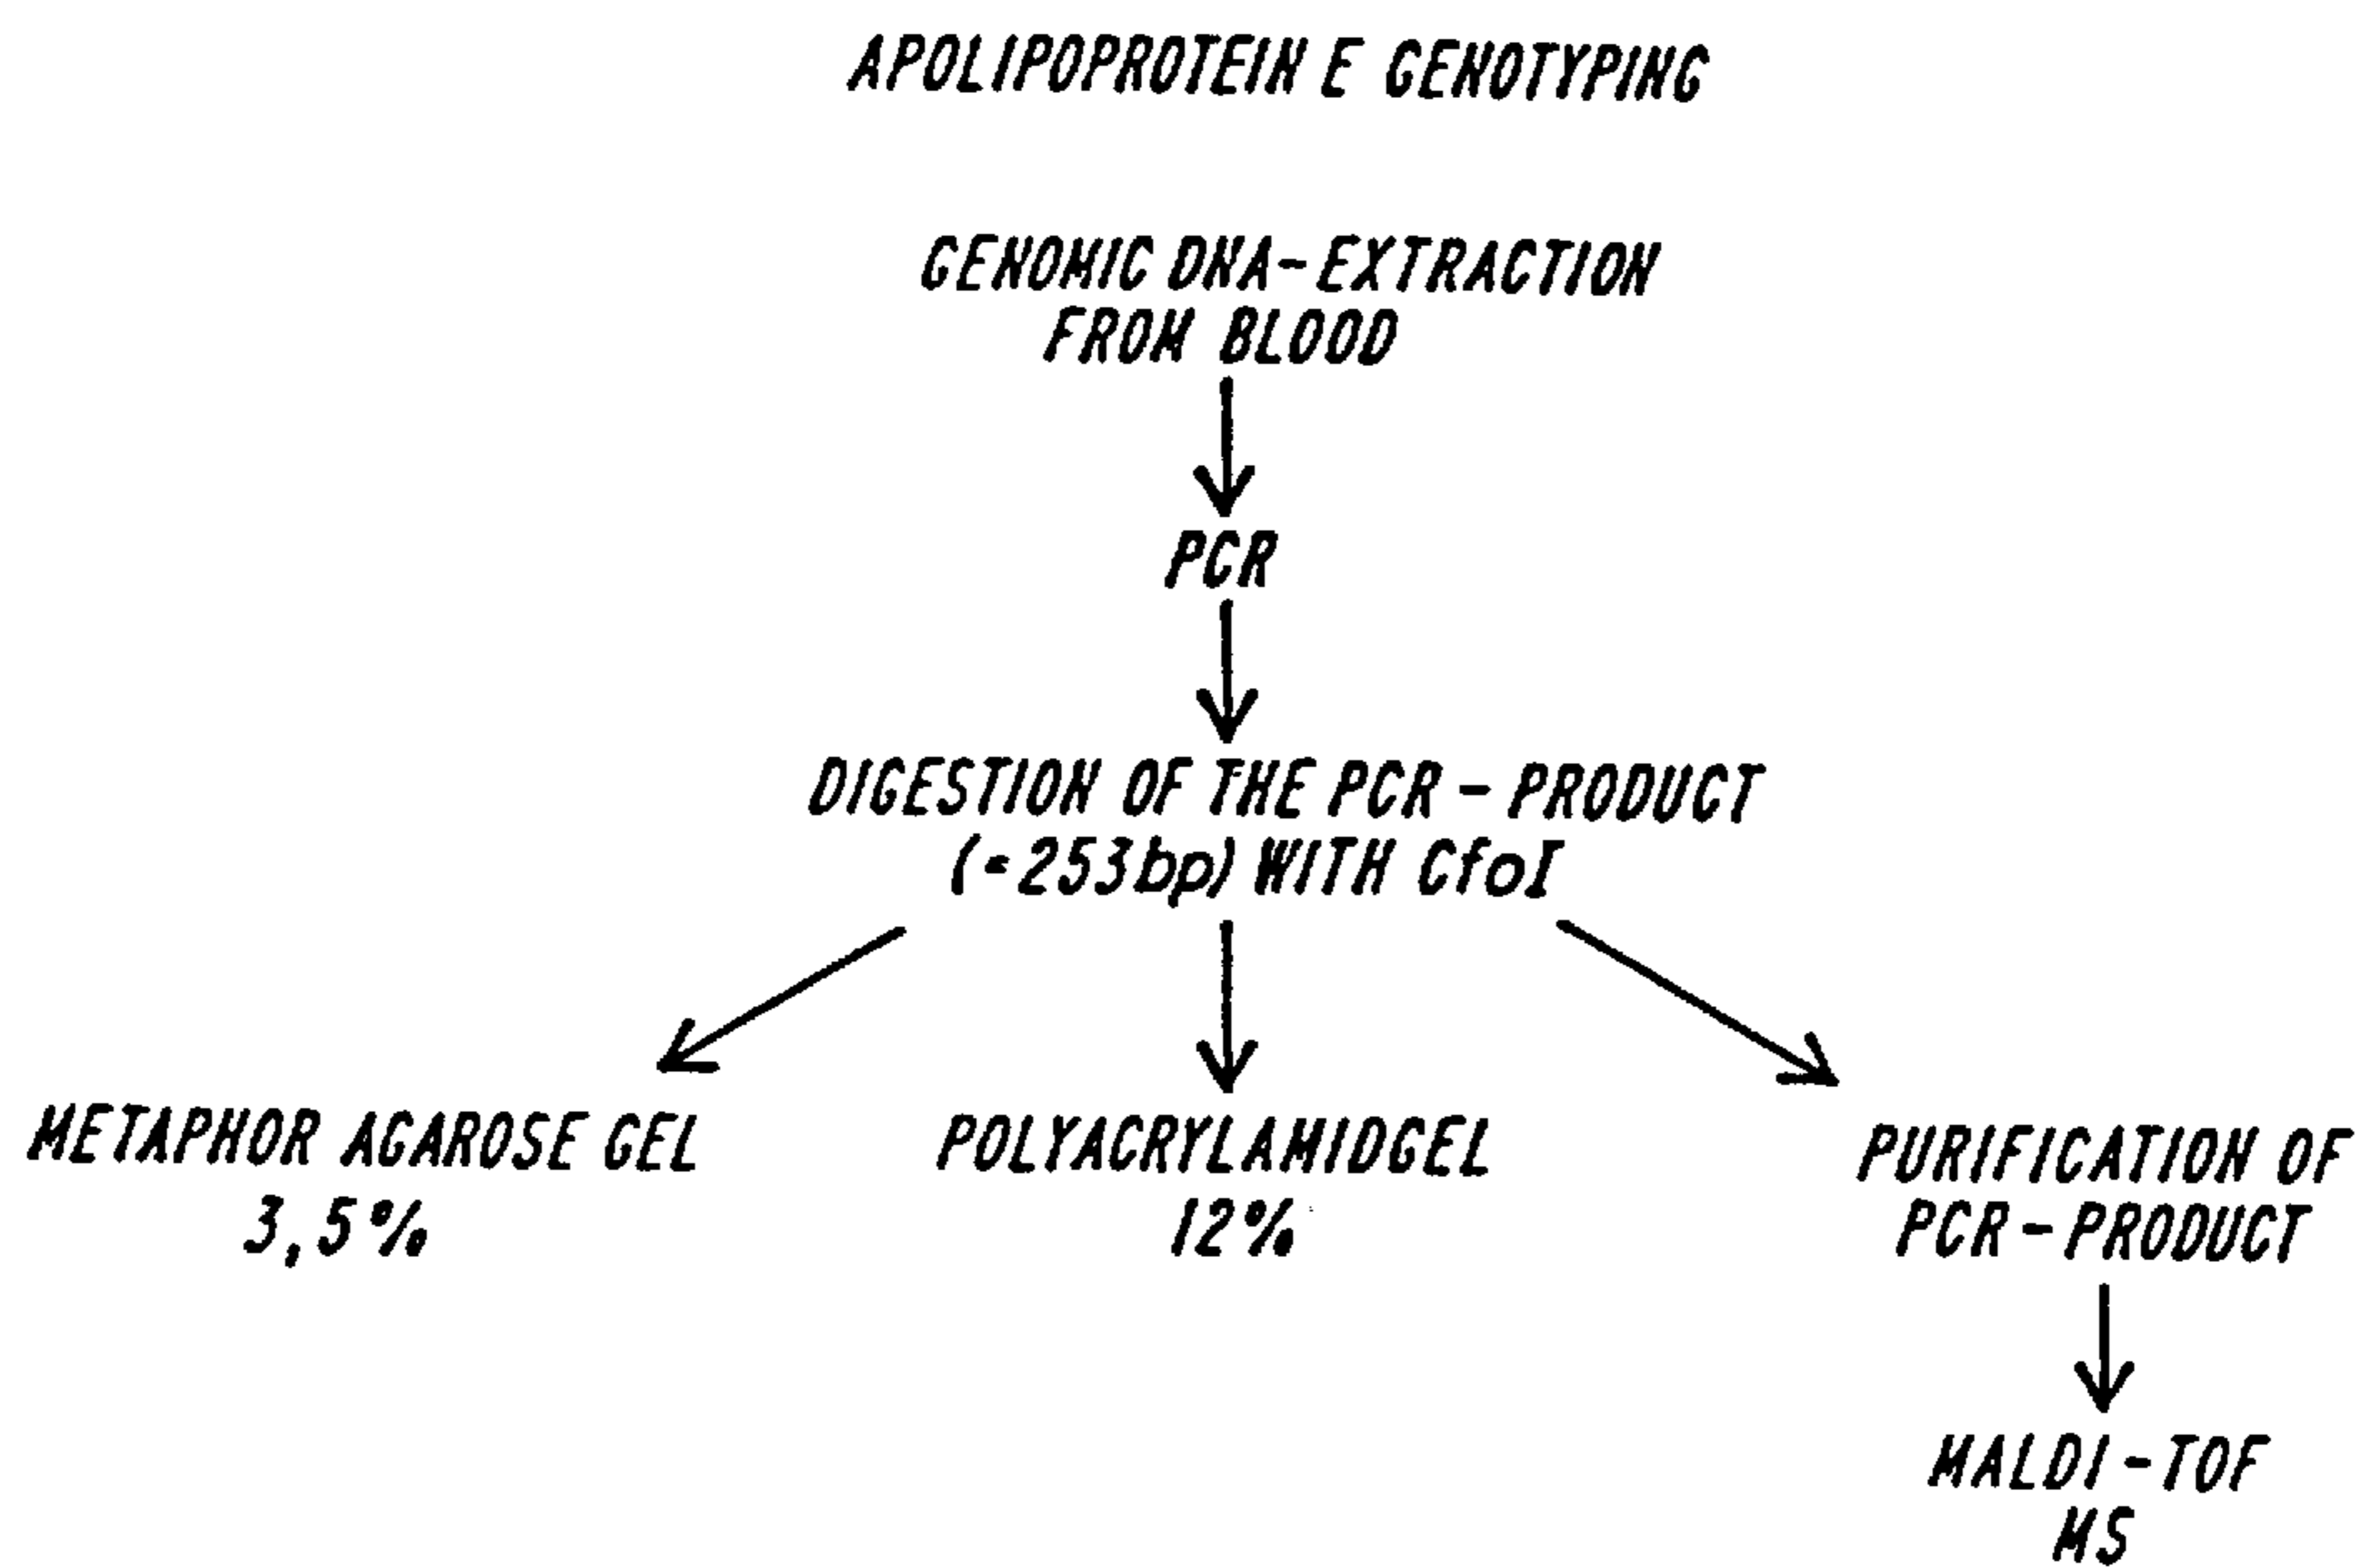 APOLIPOPROTEIN E GENOTYPING
GENOMIC DNA-EXTRACTION
FROM BLOOD
PCR
DIGESTION OF THE PCR-PRODUCT
(=253bp) WITH CfoI
METAPHOR AGAROSE GEL
3,5%
POLYACRYLAMIDGEL
12%
PURIFICATION OF
PCR-PRODUCT
MALDI-TOF
MS